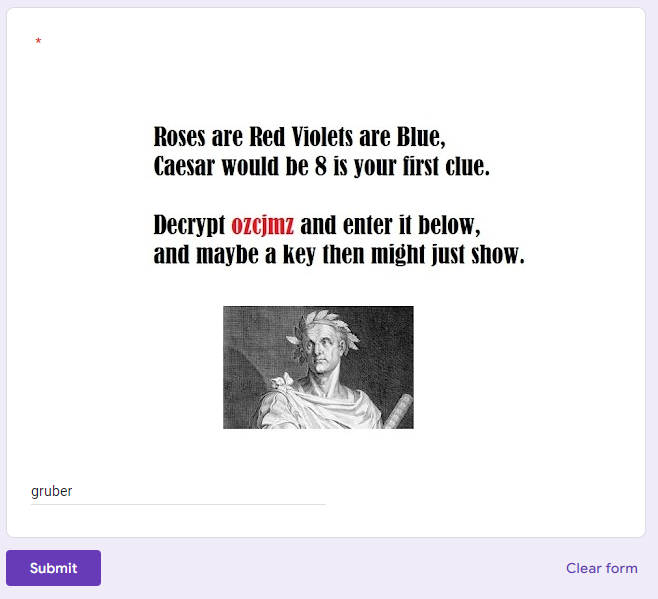 *
Roses are Red Violets are Blue,
Caesar would be 8 is your first clue.
Decrypt ozcjmz and enter it below,
and maybe a key then might just show.
gruber
Submit
Clear form